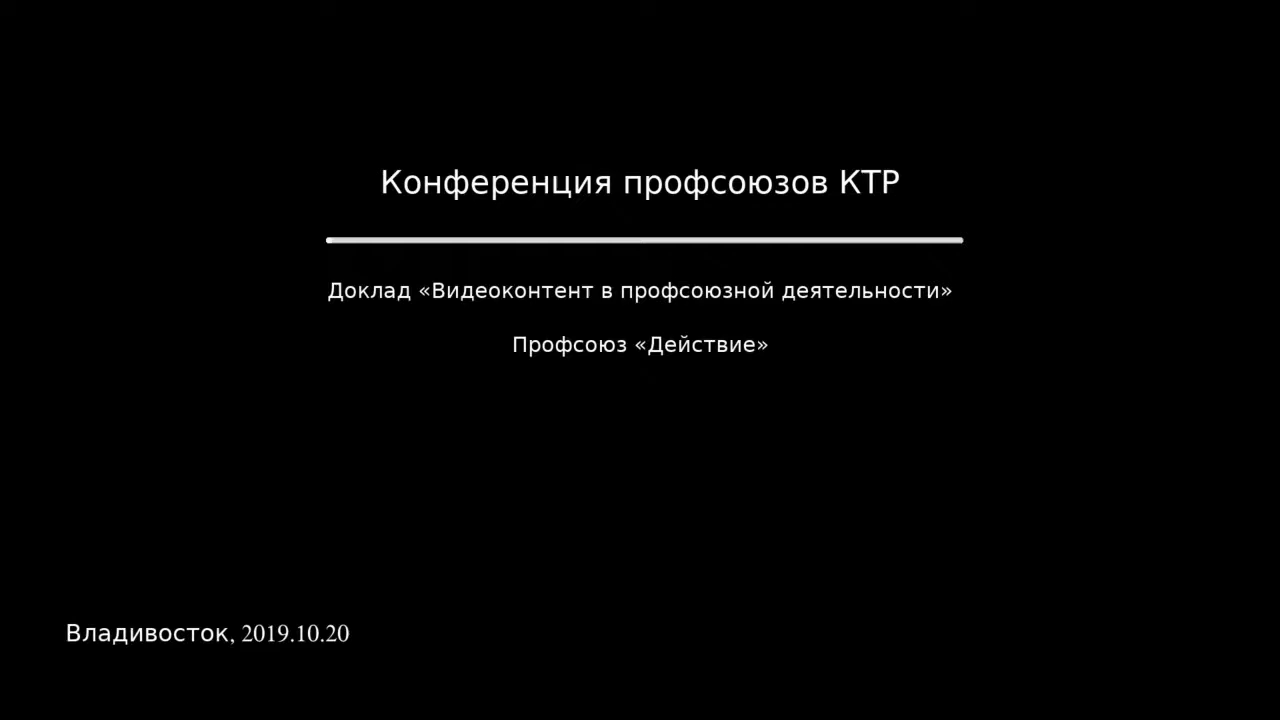 Конференция профсоюзов КТР
Доклад «Видеоконтент в профсоюзной деятельности»
Профсоюз «Действие»
Владивосток, 2019.10.20